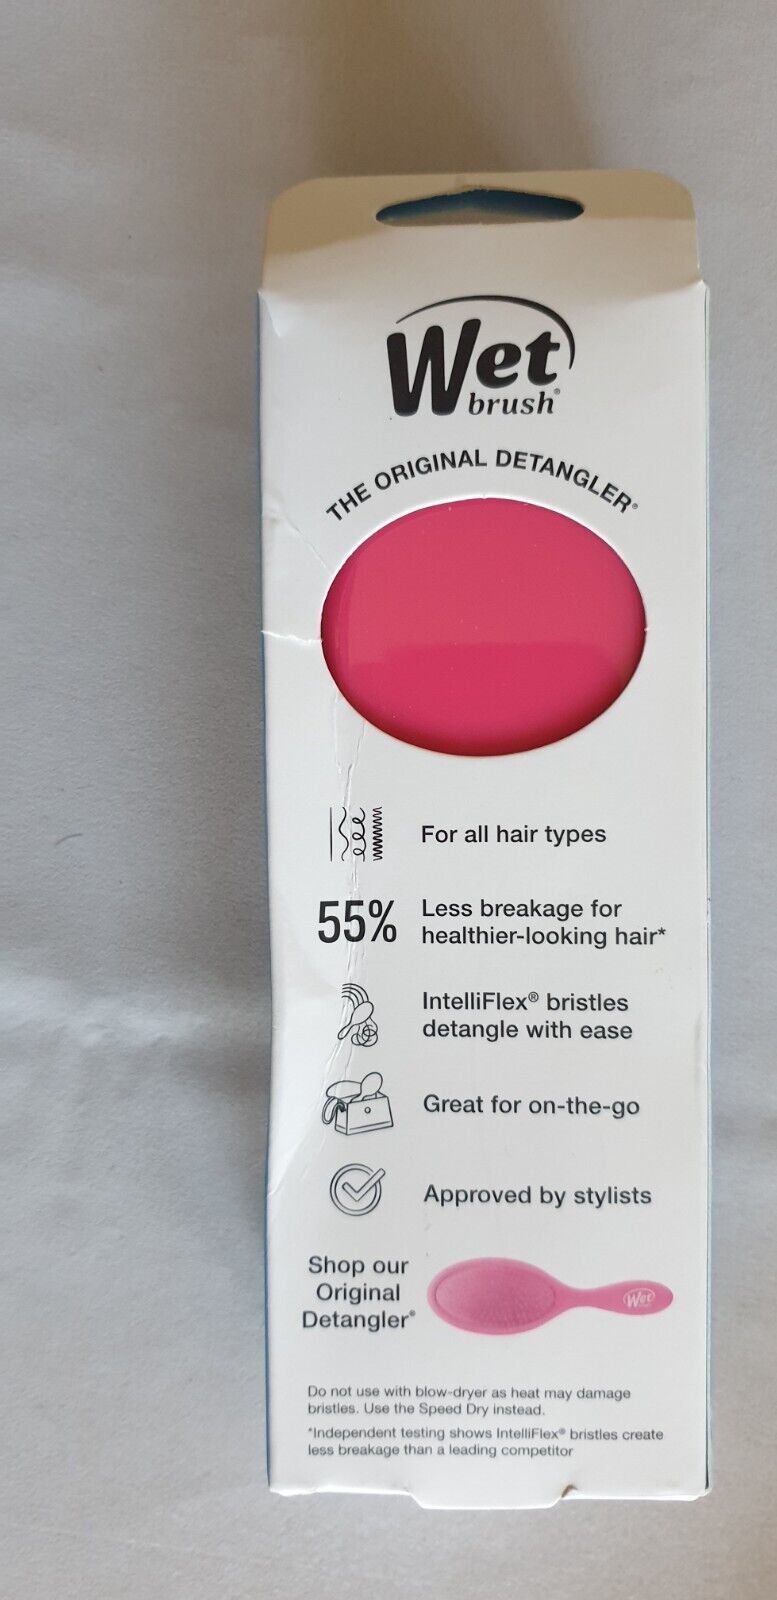 Wet
brush®
THE ORIGINAL DETANGLER®
For all hair types
55%
Less breakage for
healthier-looking hair*
IntelliFlex® bristles
detangle with ease
Great for on-the-go
Approved by stylists
Shop our
Original
Detangler®
Wet
Do not use with blow-dryer as heat may damage
bristles. Use the Speed Dry instead.
*Independent testing shows IntelliFlex® bristles create
less breakage than a leading competitor